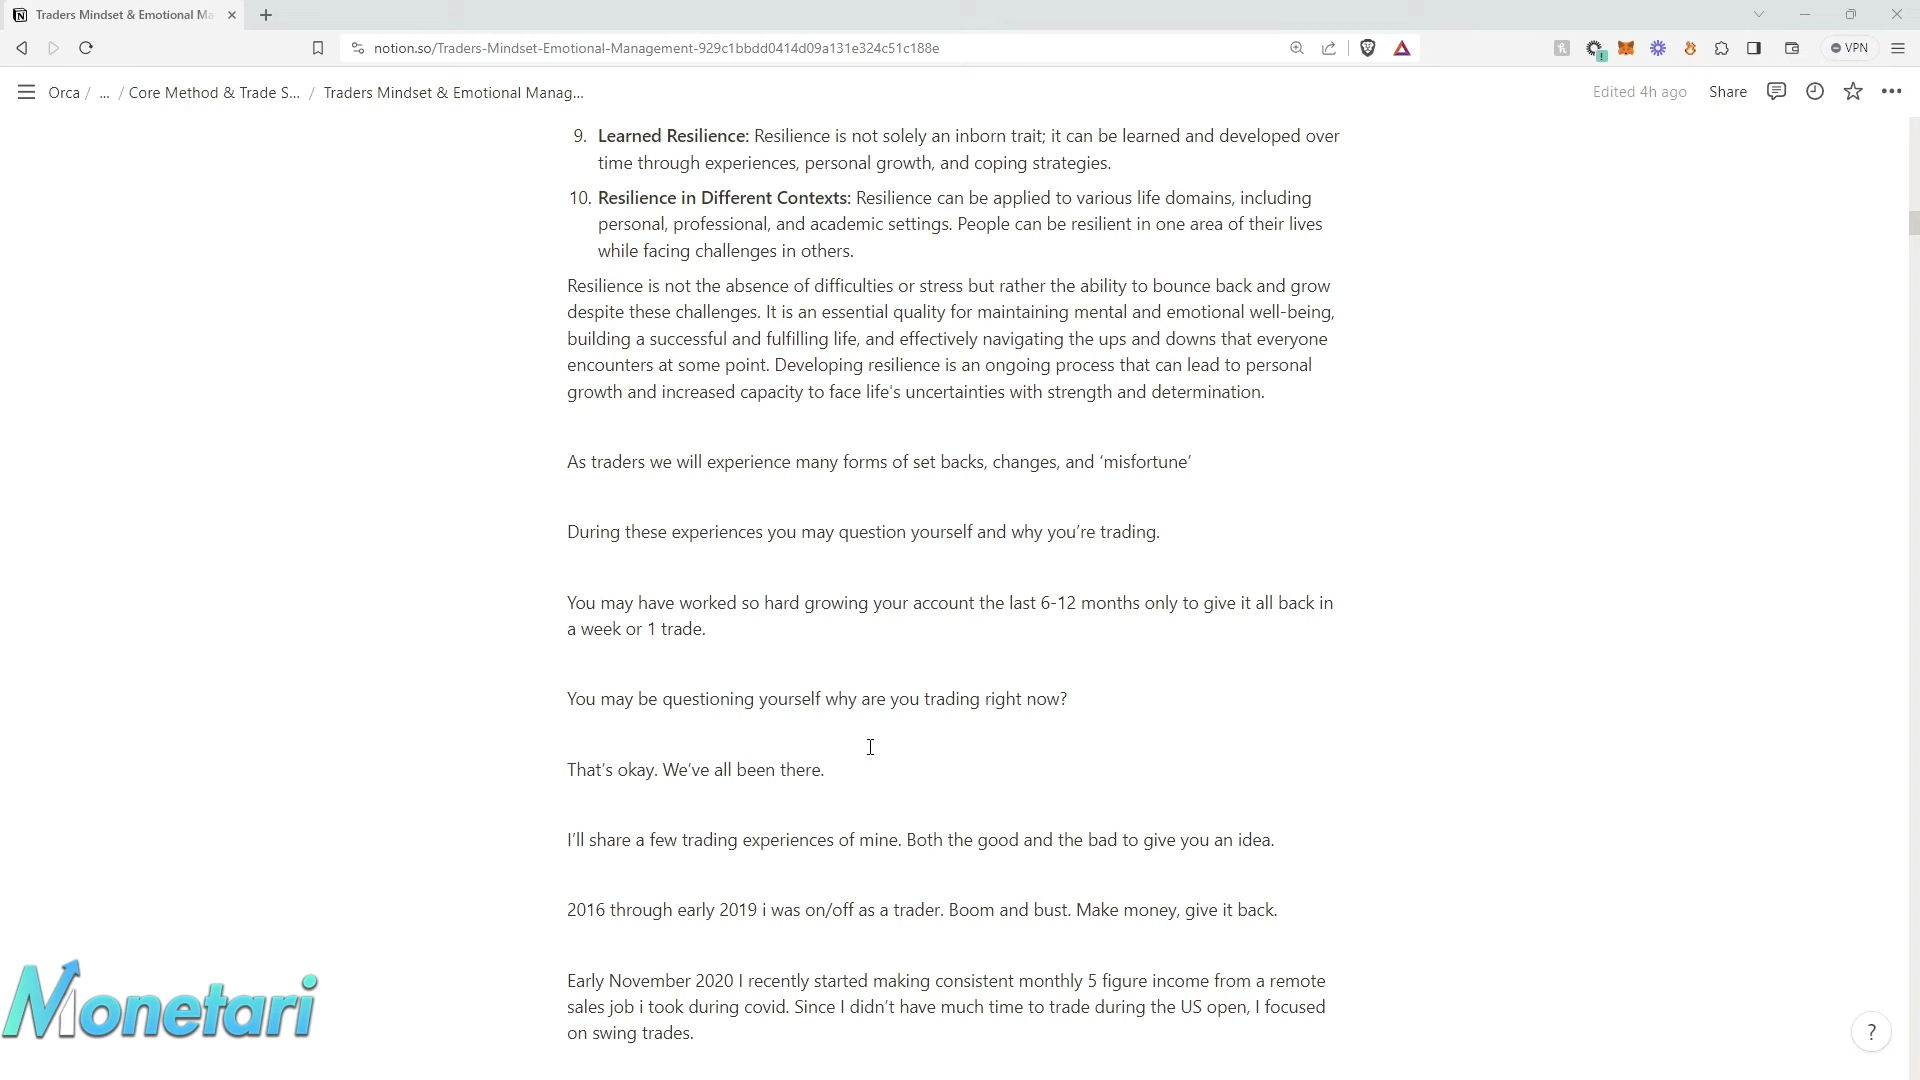 Traders Mindset & Emotional Ma
notion.so/Traders-Mindset-Emotional-Management-929c1bbdd0414d09a131e324c51c188e
VPN
Orca / ... / Core Method & Trade S... / Traders Mindset & Emotional Manag...
Edited 4h ago Share
9. Learned Resilience: Resilience is not solely an inborn trait; it can be learned and developed over
time through experiences, personal growth, and coping strategies.
10. Resilience in Different Contexts: Resilience can be applied to various life domains, including
personal, professional, and academic settings. People can be resilient in one area of their lives
while facing challenges in others.
Resilience is not the absence of difficulties or stress but rather the ability to bounce back and grow
despite these challenges. It is an essential quality for maintaining mental and emotional well-being,
building a successful and fulfilling life, and effectively navigating the ups and downs that everyone
encounters at some point. Developing resilience is an ongoing process that can lead to personal
growth and increased capacity to face life's uncertainties with strength and determination.
As traders we will experience many forms of set backs, changes, and ‘misfortune’
During these experiences you may question yourself and why you’re trading.
You may have worked so hard growing your account the last 6-12 months only to give it all back in
a week or 1 trade.
You may be questioning yourself why are you trading right now?
That’s okay. We’ve all been there.
I’ll share a few trading experiences of mine. Both the good and the bad to give you an idea.
2016 through early 2019 i was on/off as a trader. Boom and bust. Make money, give it back.
Early November 2020 I recently started making consistent monthly 5 figure income from a remote
sales job i took during covid. Since I didn’t have much time to trade during the US open, I focused
on swing trades.
Monetari
?